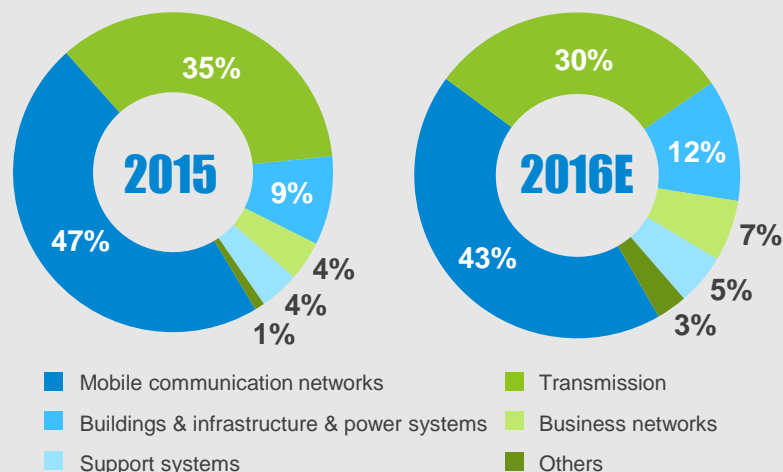 35%
30%
2015
9%
47%
4%
4%
1%
2016E
12%
43%
7%
5%
3%
Mobile communication networks
Transmission
Buildings & infrastructure & power systems
Business networks
Support systems
Others